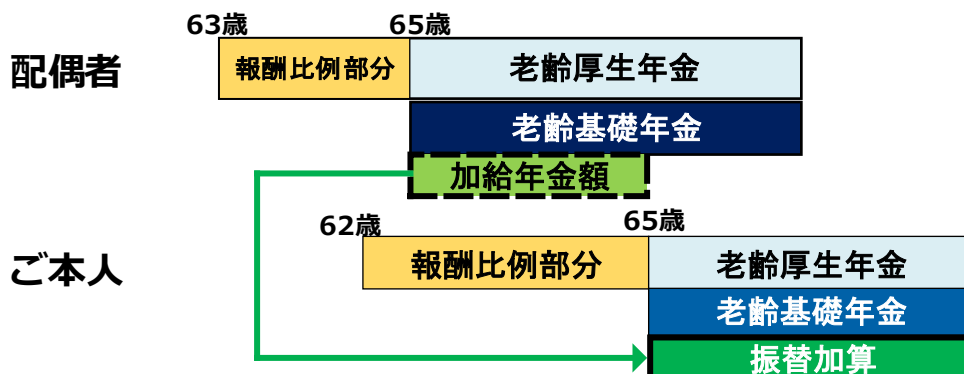 63歳
65歳
配偶者
報酬比例部分
老齢厚生年金
老齢基礎年金
加給年金額
62歳
65歳
ご本人
報酬比例部分
老齢厚生年金
老齢基礎年金
振替加算